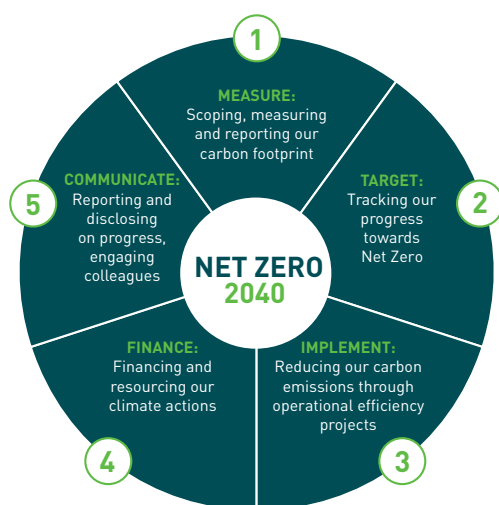 1
MEASURE:
Scoping, measuring
and reporting our
carbon footprint
2
TARGET:
Tracking our
progress
towards
Net Zero
3
IMPLEMENT:
Reducing our carbon
emissions through
operational efficiency
projects
4
FINANCE:
Financing and
resourcing our
climate actions
5
COMMUNICATE:
Reporting and
disclosing
on progress,
engaging
colleagues
NET ZERO
2040